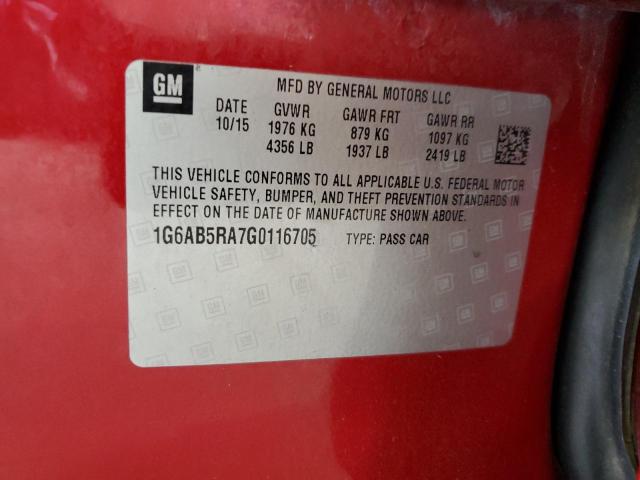 GM
MFD BY GENERAL MOTORS LLC
DATE GVWR GAWR FRT GAWR RR
10/15 1976 KG 879 KG 1097 KG
4356 LB 1937 LB 2419 LB
THIS VEHICLE CONFORMS TO ALL APPLICABLE U.S. FEDERAL MOTOR
VEHICLE SAFETY, BUMPER, AND THEFT PREVENTION STANDARDS IN
EFFECT ON THE DATE OF MANUFACTURE SHOWN ABOVE.
1G6AB5RA7G0116705 TYPE: PASS CAR